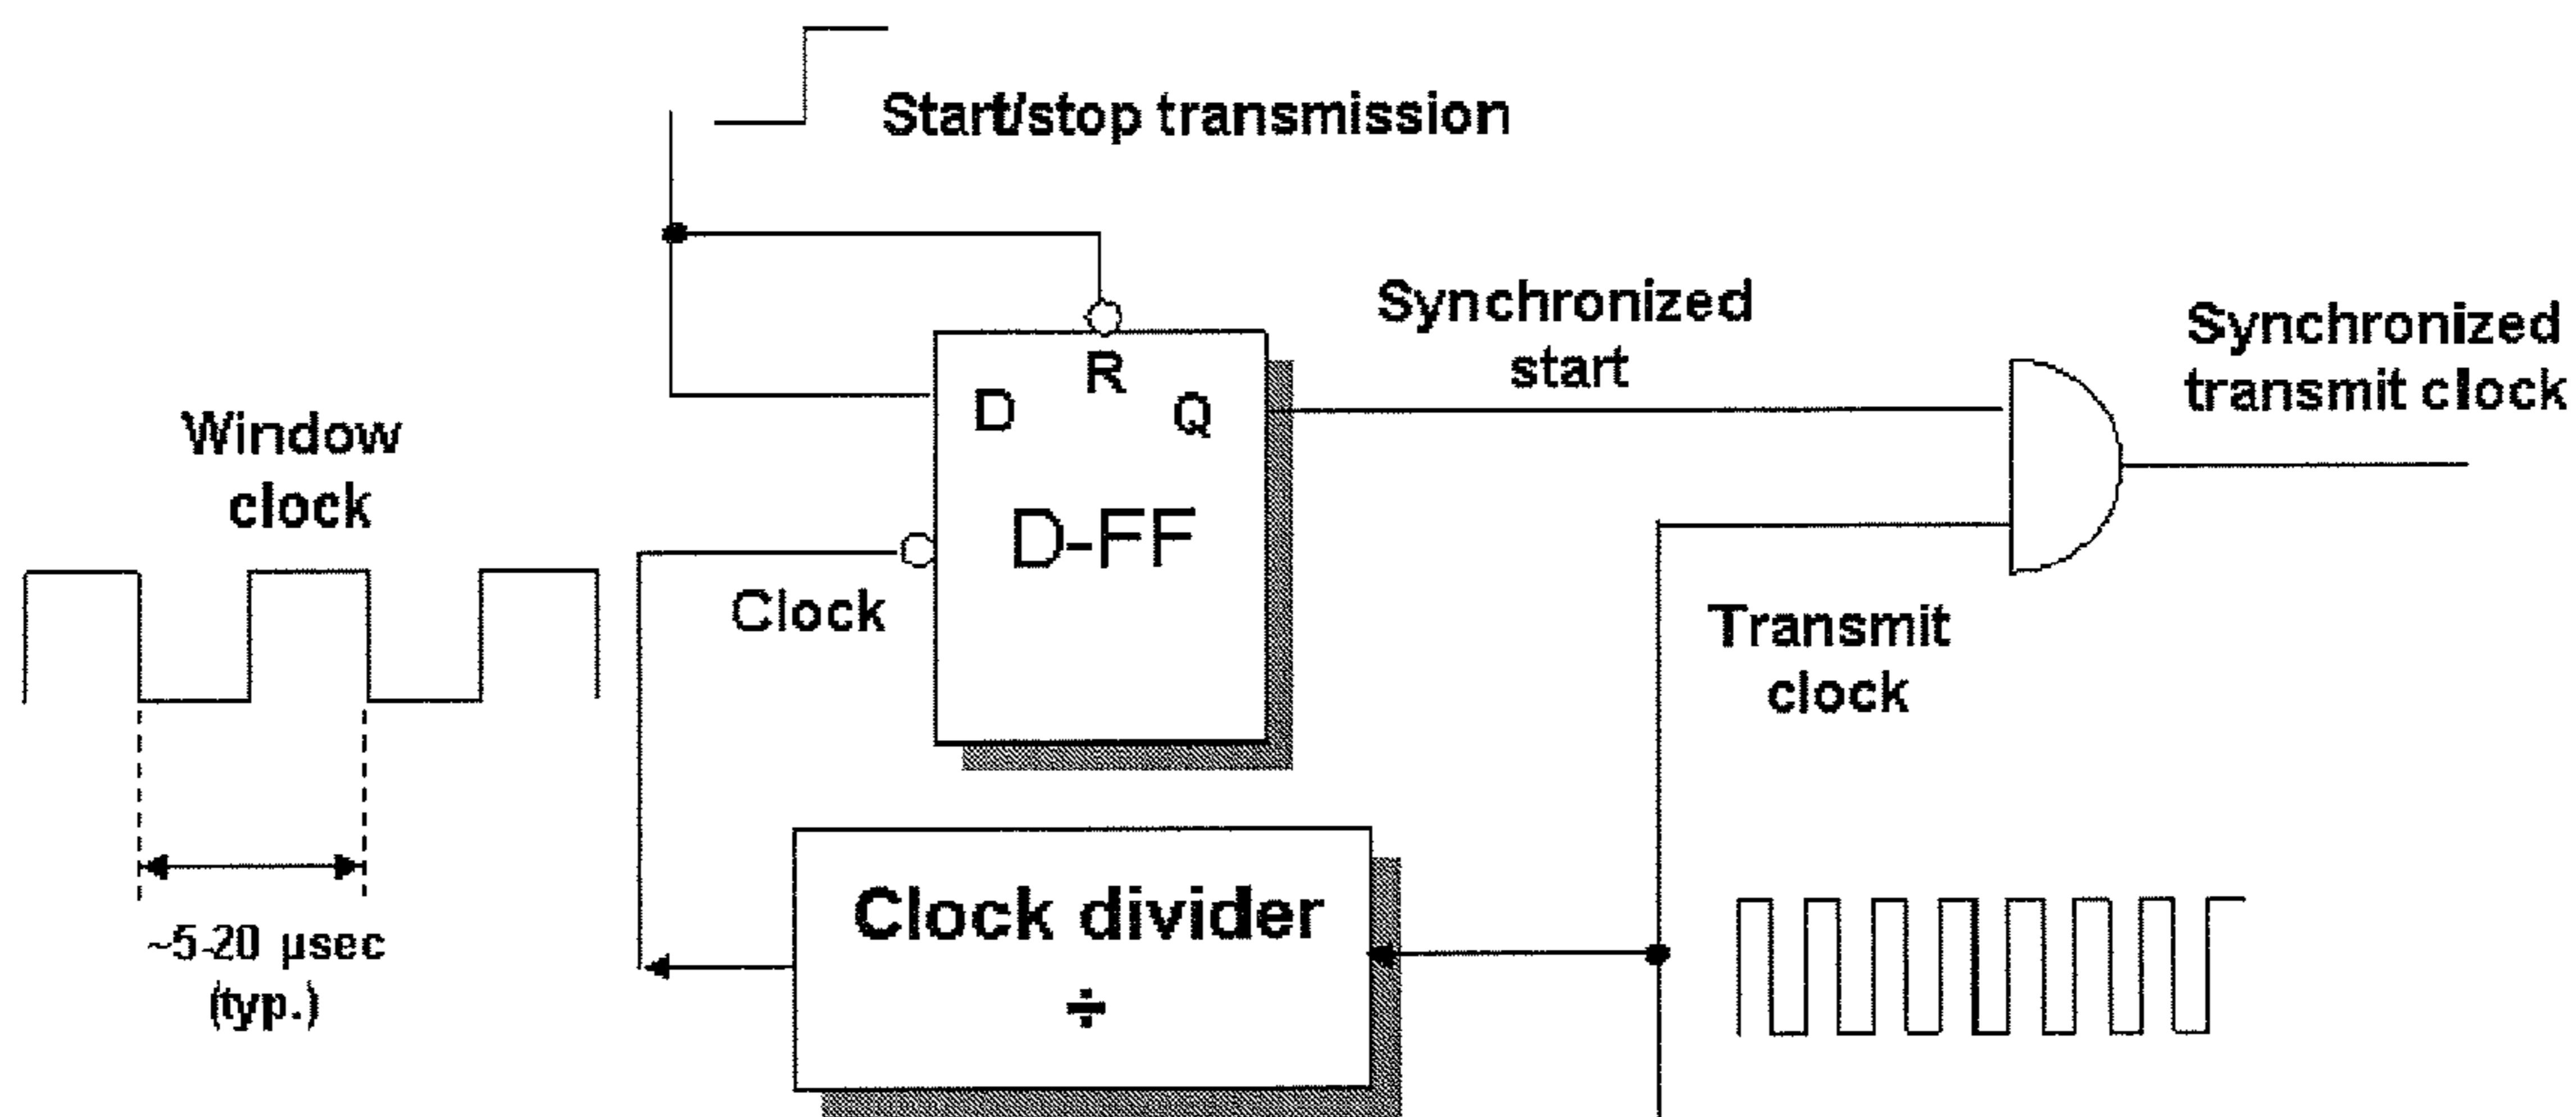 Start/stop transmission
Synchronized
start
Synchronized
transmit clock
Window
clock
D
R
Q
D-FF
Clock
Transmit
clock
~5-20 µsec
(typ.)
Clock divider
÷